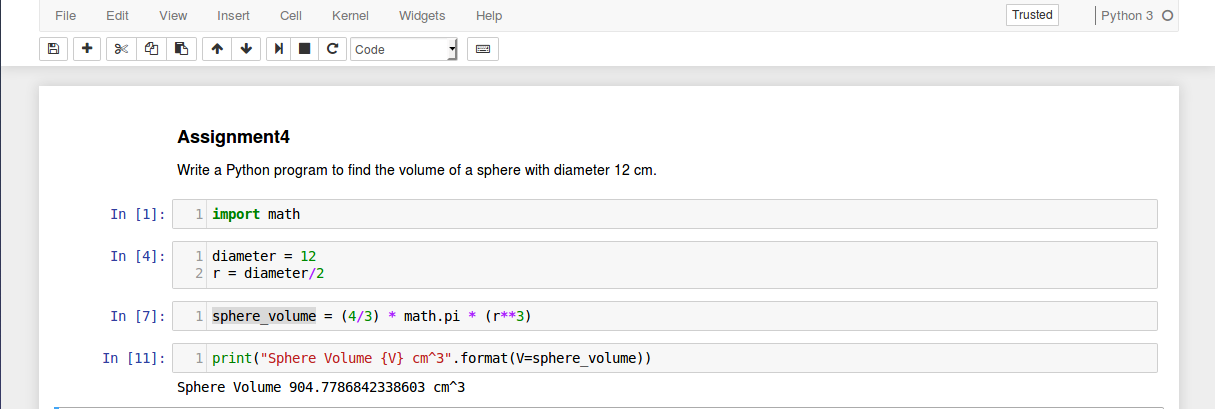 File Edit View Insert Cell Kernel Widgets Help Trusted Python 3
Code
Assignment4
Write a Python program to find the volume of a sphere with diameter 12 cm.
In [1]: 1 import math
In [4]: 1 diameter = 12
2 r = diameter/2
In [7]: 1 sphere_volume = (4/3) * math.pi * (r**3)
In [11]: 1 print("Sphere Volume {V} cm^3".format(V=sphere_volume))
Sphere Volume 904.7786842338603 cm^3